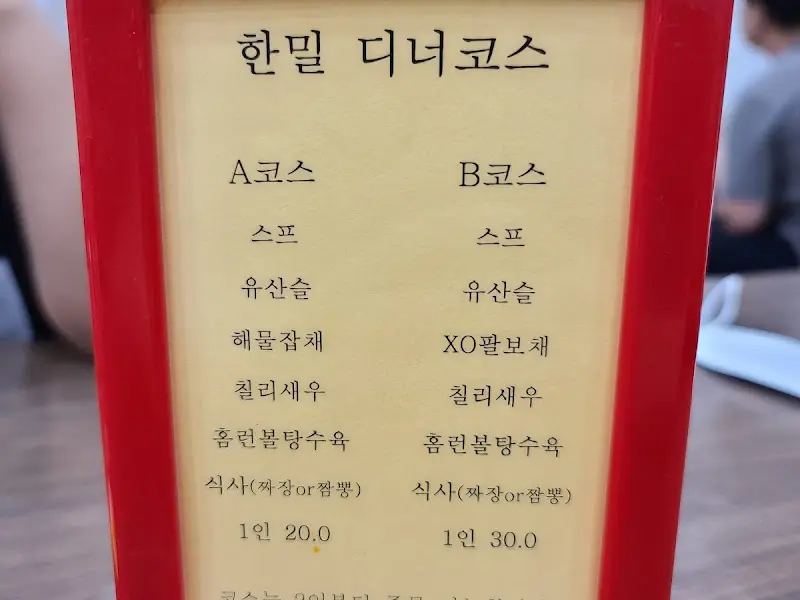 한밀 디너코스
A코스 B코스
스프 스프
유산슬 유산슬
해물잡채 XO팔보채
칠리새우 칠리새우
홈런볼탕수육 홈런볼탕수육
식사(짜장or짬뽕) 식사(짜장or짬뽕)
1인 20.0 1인 30.0